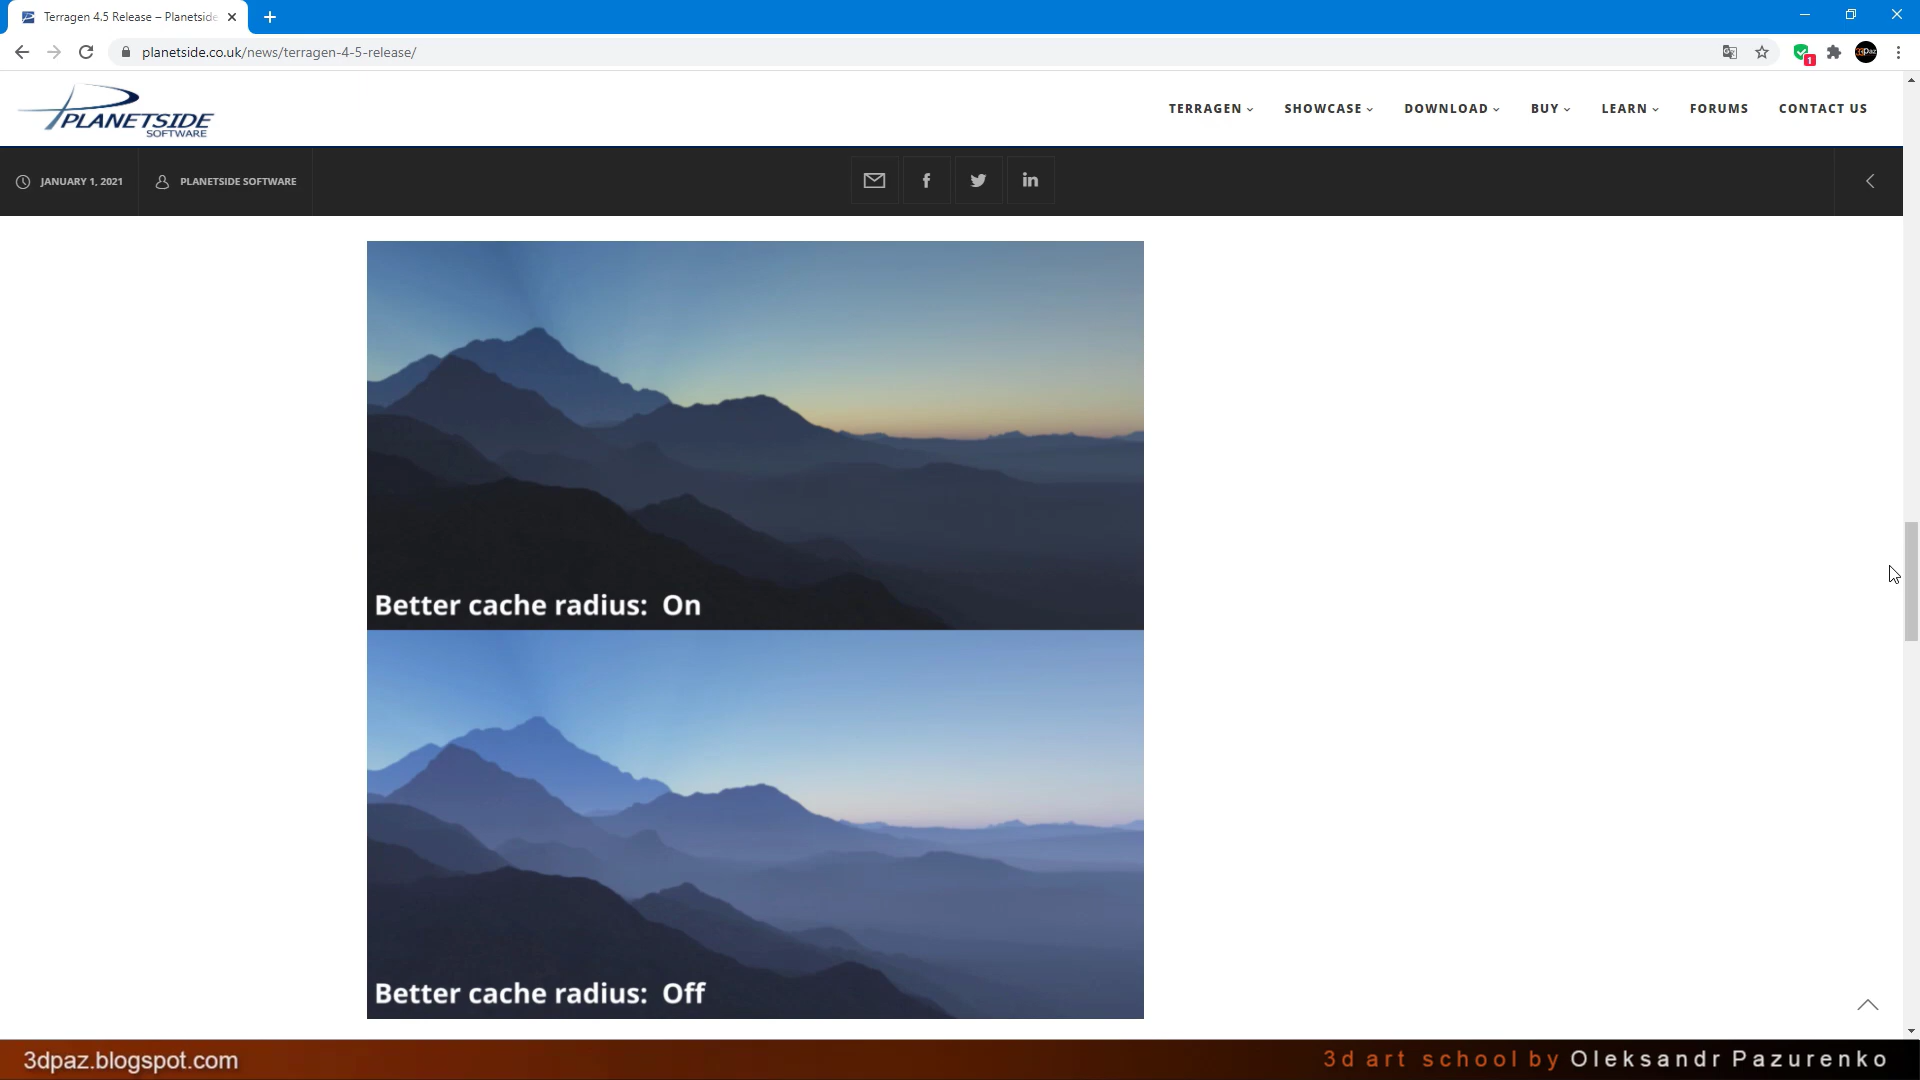 Terragen 4.5 Release – Planetside
planetside.co.uk/news/terragen-4-5-release/
1
PLANETSIDE
SOFTWARE
TERRAGEN
SHOWCASE
DOWNLOAD
BUY
LEARN
FORUMS
CONTACT US
JANUARY 1, 2021
PLANETSIDE SOFTWARE
Better cache radius: On
Better cache radius: Off
3dpaz.blogspot.com
3d art school by Oleksandr Pazurenko